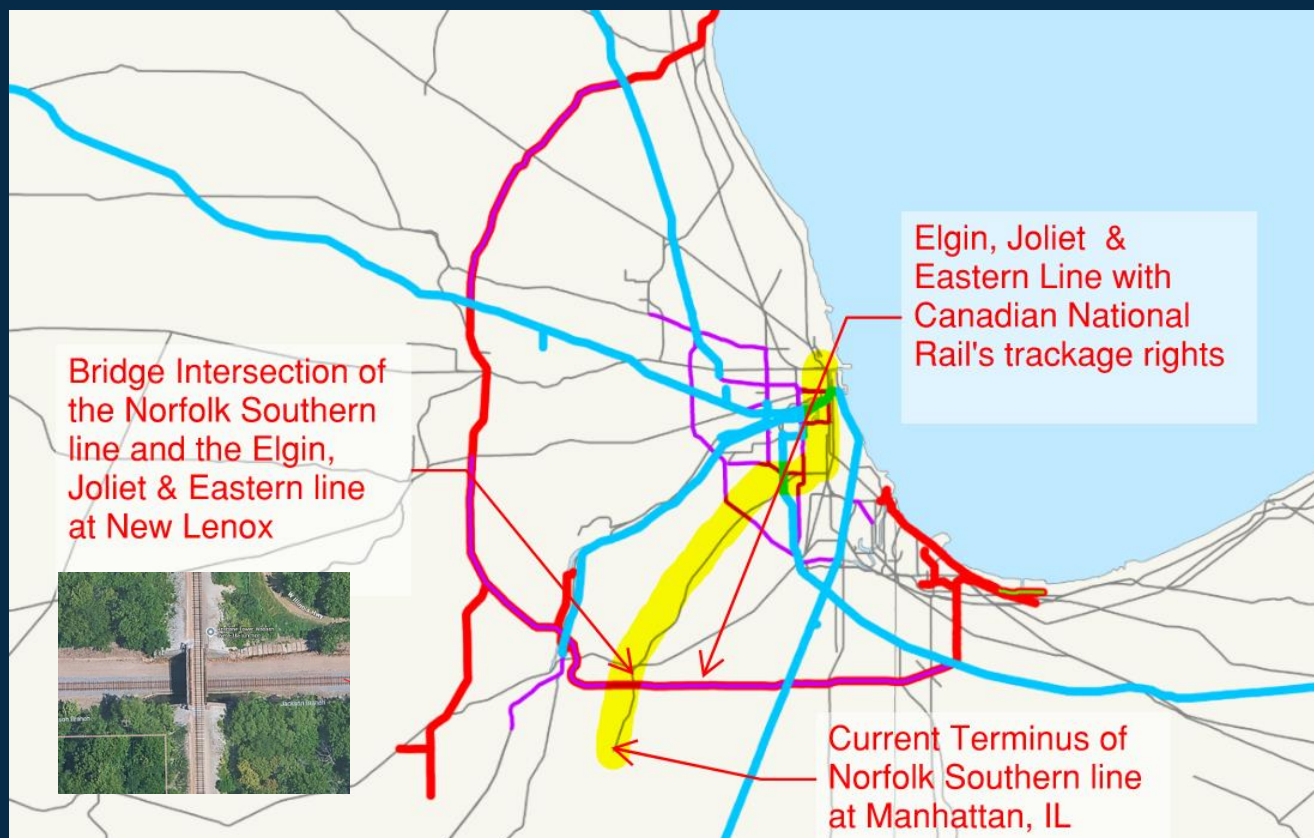 Elgin, Joliet &
Eastern Line with
Canadian National
Rail's trackage rights
Bridge Intersection of
the Norfolk Southern
line and the Elgin,
Joliet & Eastern line
at New Lenox
Current Terminus of
Norfolk Southern line
at Manhattan, IL